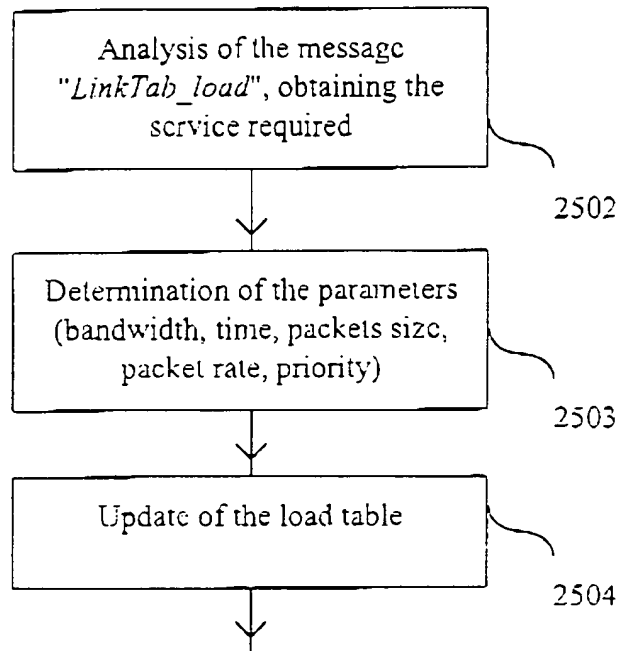 Analysis of the message
"LinkTab_load", obtaining the
service required
2502
Determination of the parameters
(bandwidth, time, packets size,
packet rate, priority)
2503
Update of the load table
2504